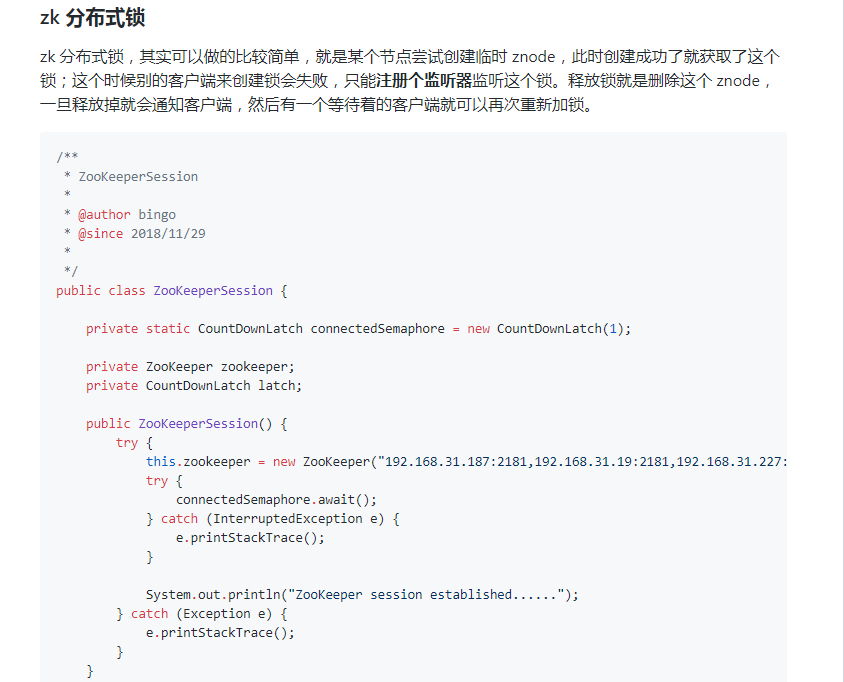 zk 分布式锁
zk 分布式锁，其实可以做的比较简单，就是某个节点尝试创建临时 znode，此时创建成功了就获取了这个
锁；这个时候别的客户端来创建锁会失败，只能注册个监听器监听这个锁。释放锁就是删除这个 znode，
一旦释放掉就会通知客户端，然后有一个等待着的客户端就可以再次重新加锁。
/**
 * ZooKeeperSession
 *
 * @author bingo
 * @since 2018/11/29
 *
 */
public class ZooKeeperSession {
    private static CountDownLatch connectedSemaphore = new CountDownLatch(1);
    private ZooKeeper zookeeper;
    private CountDownLatch latch;
    public ZooKeeperSession() {
        try {
            this.zookeeper = new ZooKeeper("192.168.31.187:2181,192.168.31.19:2181,192.168.31.227:
            try {
                connectedSemaphore.await();
            } catch (InterruptedException e) {
                e.printStackTrace();
            }
            System.out.println("ZooKeeper session established......");
        } catch (Exception e) {
            e.printStackTrace();
        }
    }